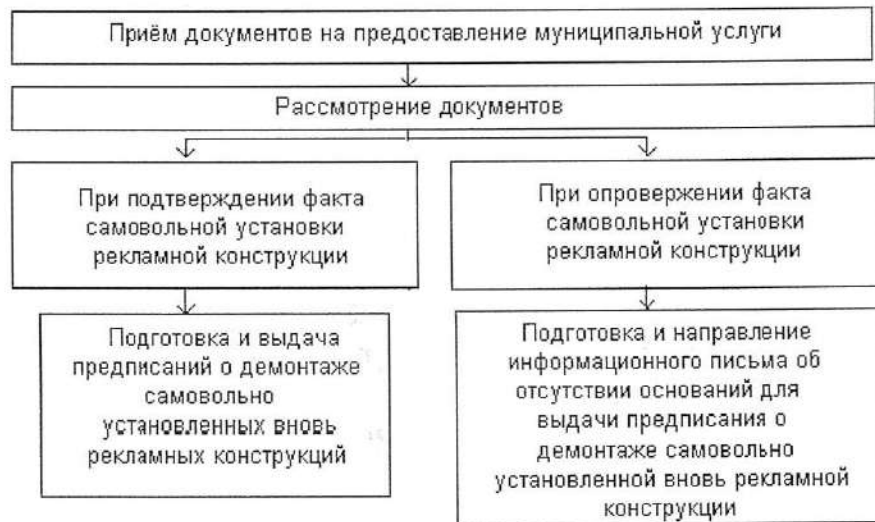 Приём документов на предоставление муниципальной услуги
Рассмотрение документов
При подтверждении факта
самовольной установки
рекламной конструкции
При опровержении факта
самовольной установки
рекламной конструкции
Подготовка и выдача
предписаний о демонтаже
самовольно
установленных вновь
рекламных конструкций
Подготовка и направление
информационного письма об
отсутствии оснований для
выдачи предписания о
демонтаже самовольно
установленной вновь рекламной
конструкции